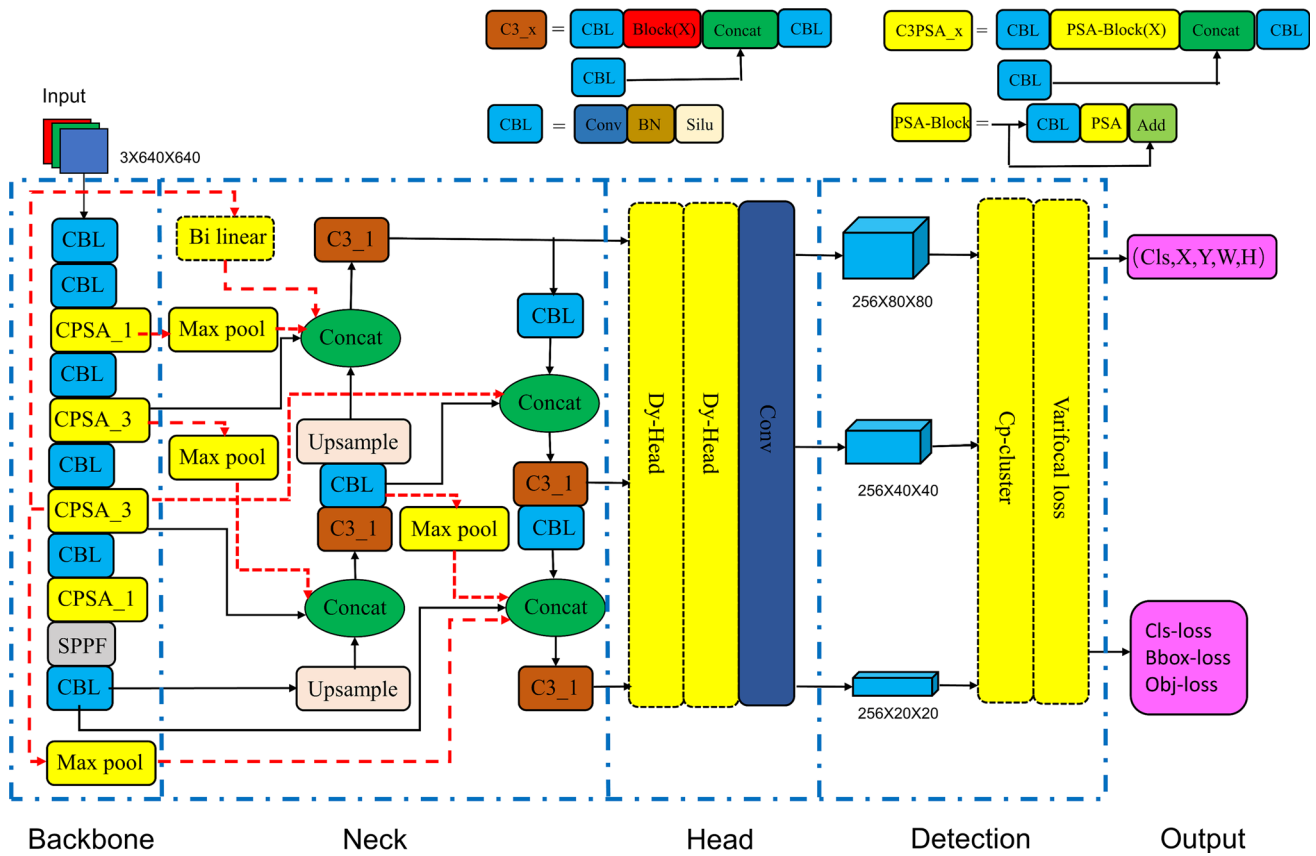 C3_x = CBL Block(X) Concat CBL
CBL
CBL = Conv BN Silu
C3PSA_x = CBL PSA-Block(X) Concat CBL
CBL
PSA-Block = CBL PSA Add
Input
3X640X640
CBL
CBL
CPSA_1
CBL
CPSA_3
CBL
CPSA_3
CBL
CPSA_1
SPPF
CBL
Max pool
Bi linear
Max pool
Max pool
C3_1
Concat
Upsample
CBL
C3_1
Concat
Upsample
Max pool
CBL
Concat
C3_1
CBL
Concat
C3_1
Dy-Head
Dy-Head
Conv
256X80X80
256X40X40
256X20X20
Cp-cluster
Varifocal loss
(Cls,X,Y,W,H)
Cls-loss
Bbox-loss
Obj-loss
Backbone
Neck
Head
Detection
Output